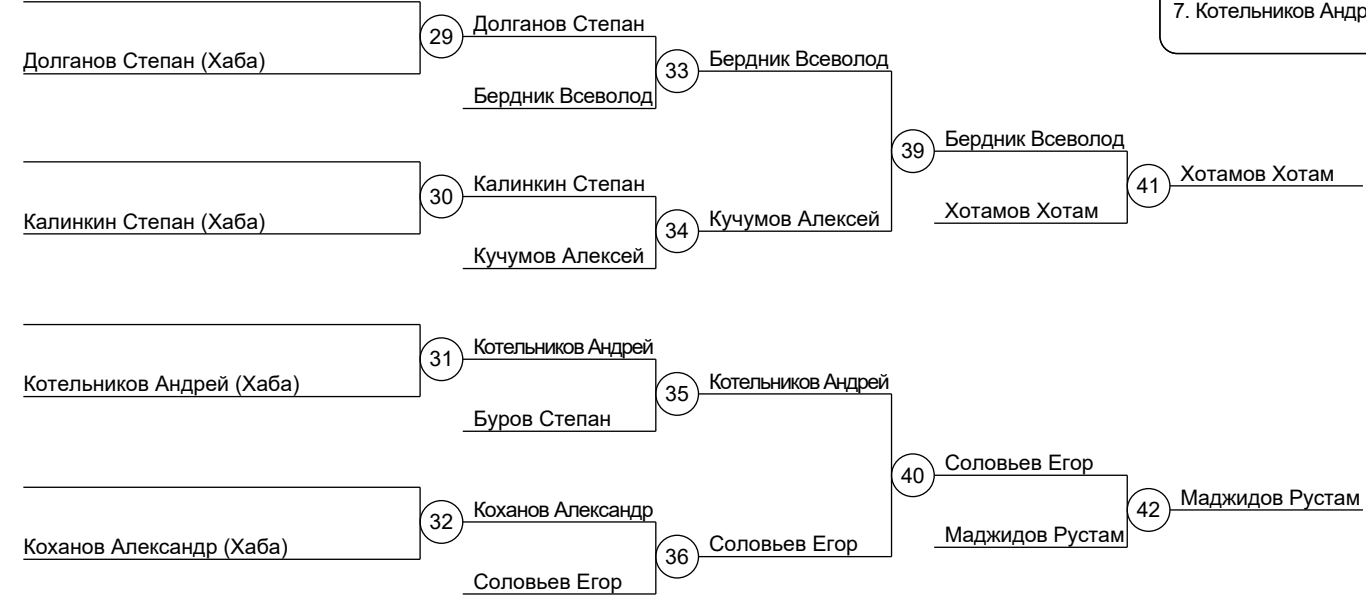 7. Котельников Андр
29
Долганов Степан
Долганов Степан (Хаба)
33
Бердник Всеволод
Бердник Всеволод
39
Бердник Всеволод
30
Калинкин Степан
Калинкин Степан (Хаба)
34
Кучумов Алексей
Кучумов Алексей
Хотамов Хотам
41
Хотамов Хотам
31
Котельников Андрей
Котельников Андрей (Хаба)
35
Котельников Андрей
Буров Степан
40
Соловьев Егор
32
Коханов Александр
Коханов Александр (Хаба)
36
Соловьев Егор
Соловьев Егор
Маджидов Рустам
42
Маджидов Рустам